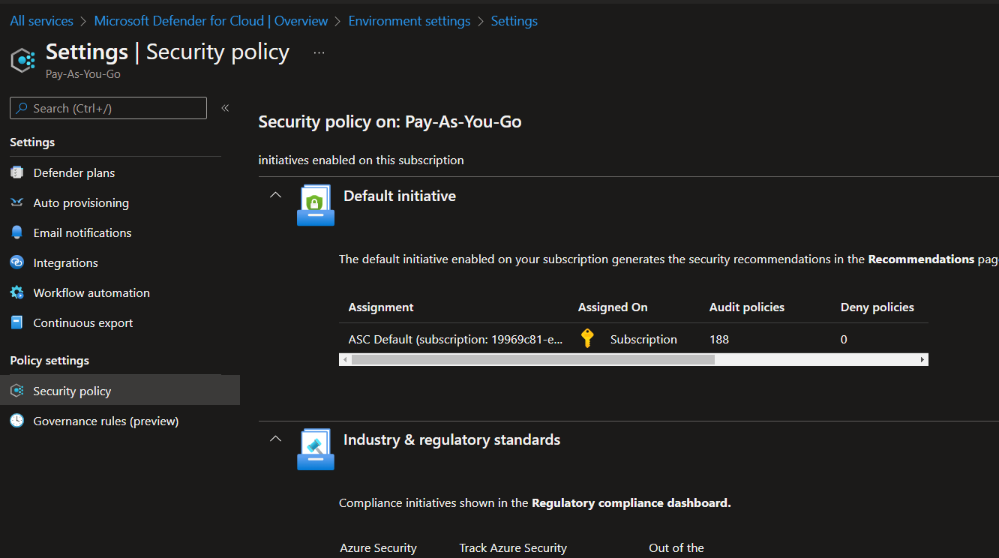 All services > Microsoft Defender for Cloud | Overview > Environment settings > Settings
Settings | Security policy ...
Pay-As-You-Go
Search (Ctrl+/)
«
Settings
Defender plans
Auto provisioning
Email notifications
Integrations
Workflow automation
Continuous export
Policy settings
Security policy
Governance rules (preview)
Security policy on: Pay-As-You-Go
initiatives enabled on this subscription
Default initiative
The default initiative enabled on your subscription generates the security recommendations in the Recommendations pag
Assignment Assigned On Audit policies Deny policies
ASC Default (subscription: 19969c81-e... Subscription 188 0
Industry & regulatory standards
Compliance initiatives shown in the Regulatory compliance dashboard.
Azure Security Track Azure Security Out of the